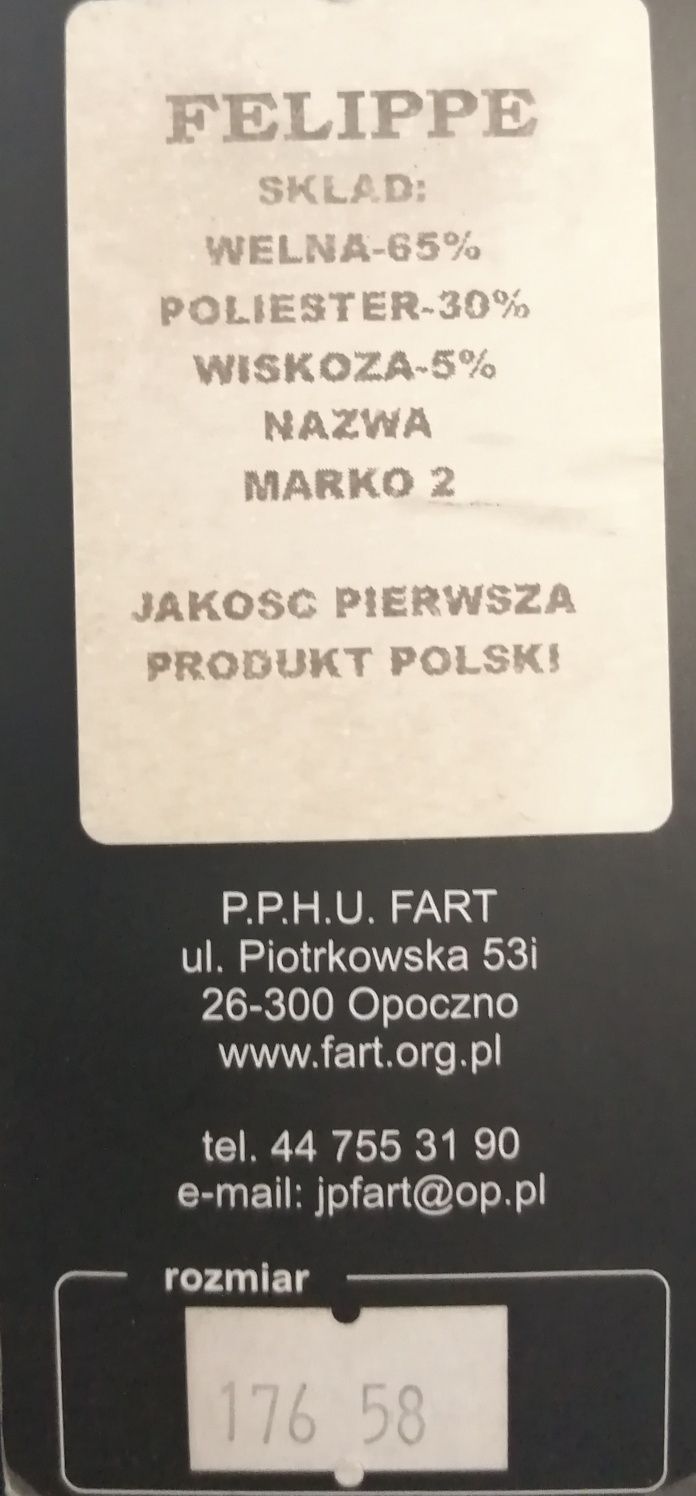 FELIPPE
SKLAD:
WELNA-65%
POLIESTER-30%
WISKOZA-5%
NAZWA
MARKO 2
JAKOSC PIERWSZA
PRODUKT POLSKI
P.P.H.U. FART
ul. Piotrkowska 53i
26-300 Opoczno
www.fart.org.pl
tel. 44 755 31 90
e-mail: jpfart@op.pl
rozmiar
176 58